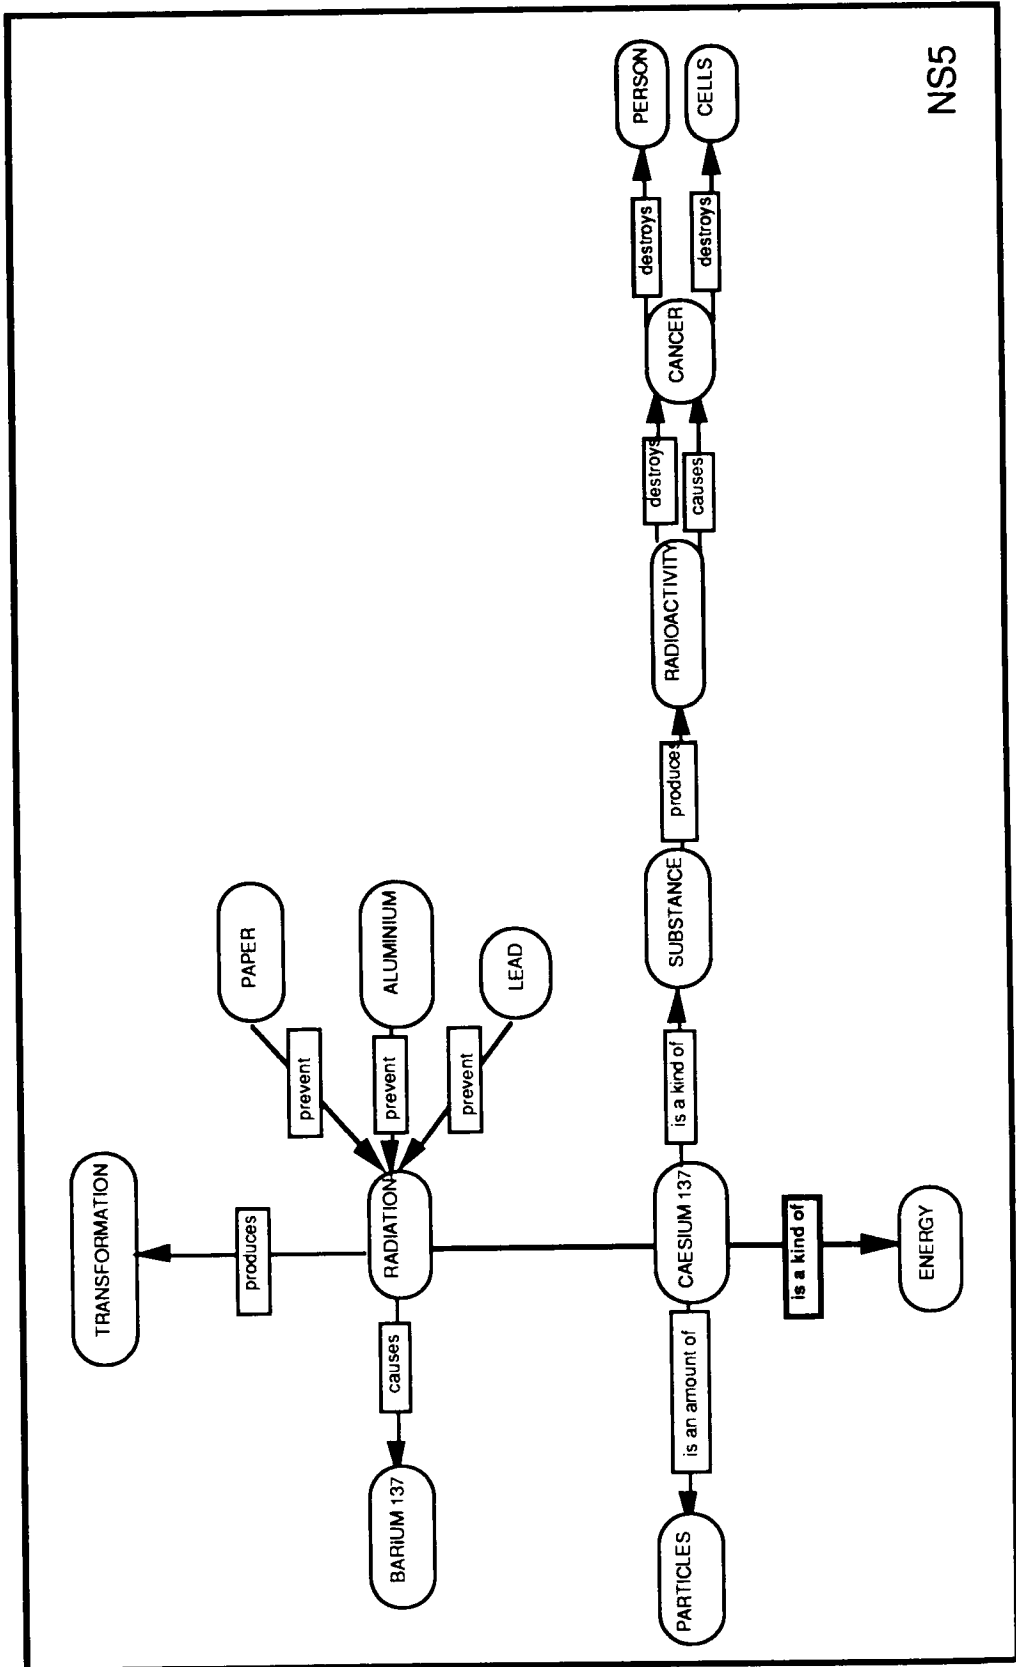 NS5
PERSON
CELLS
destroys
destroys
CANCER
destroys
causes
RADIOACTIVITY
produces
SUBSTANCE
is a kind of
PAPER
ALUMINIUM
LEAD
prevent
prevent
prevent
TRANSFORMATION
produces
RADIATION
CAESIUM 137
is a kind of
ENERGY
causes
is an amount of
BARIUM 137
PARTICLES